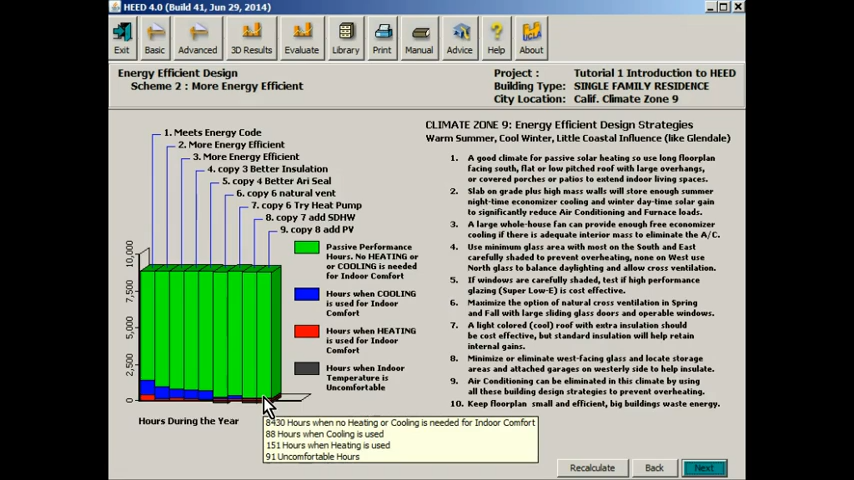 HEED 4.0 (Build 41, Jun 29, 2014)
Exit Basic Advanced 3D Results Evaluate Library Print Manual Advice Help About
Energy Efficient Design
Scheme 2 : More Energy Efficient
Project : Tutorial 1 Introduction to HEED
Building Type: SINGLE FAMILY RESIDENCE
City Location: Calif. Climate Zone 9
1. Meets Energy Code
2. More Energy Efficient
3. More Energy Efficient
4. copy 3 Better Insulation
5. copy 4 Better Ari Seal
6. copy 6 natural vent
7. copy 6 Try Heat Pump
8. copy 7 add SDHW
9. copy 8 add PV
10,000
7,500
5,000
2,500
0
Hours During the Year
Passive Performance
Hours. No HEATING or
or COOLING is needed
for Indoor Comfort
Hours when COOLING
is used for Indoor
Comfort
Hours when HEATING
is used for Indoor
Comfort
Hours when Indoor
Temperature is
Uncomfortable
8430 Hours when no Heating or Cooling is needed for Indoor Comfort
88 Hours when Cooling is used
151 Hours when Heating is used
91 Uncomfortable Hours
CLIMATE ZONE 9: Energy Efficient Design Strategies
Warm Summer, Cool Winter, Little Coastal Influence (like Glendale)
1. A good climate for passive solar heating so use long floorplan
facing south, flat or low pitched roof with large overhangs,
or covered porches or patios to extend indoor living spaces.
2. Slab on grade plus high mass walls will store enough summer
night-time economizer cooling and winter day-time solar gain
to significantly reduce Air Conditioning and Furnace loads.
3. A large whole-house fan can provide enough free economizer
cooling if there is adequate interior mass to eliminate the A/C.
4. Use minimum glass area with most on the South and East
carefully shaded to prevent overheating, none on West use
North glass to balance daylighting and allow cross ventilation.
5. If windows are carefully shaded, test if high performance
glazing (Super Low-E) is cost effective.
6. Maximize the option of natural cross ventilation in Spring
and Fall with large sliding glass doors and operable windows.
7. A light colored (cool) roof with extra insulation should
be cost effective, but standard insulation will help retain
internal gains.
8. Minimize or eliminate west-facing glass and locate storage
areas and attached garages on westerly side to help insulate.
9. Air Conditioning can be eliminated in this climate by using
all these building design strategies to prevent overheating.
10. Keep floorplan small and efficient, big buildings waste energy.
Recalculate Back Next